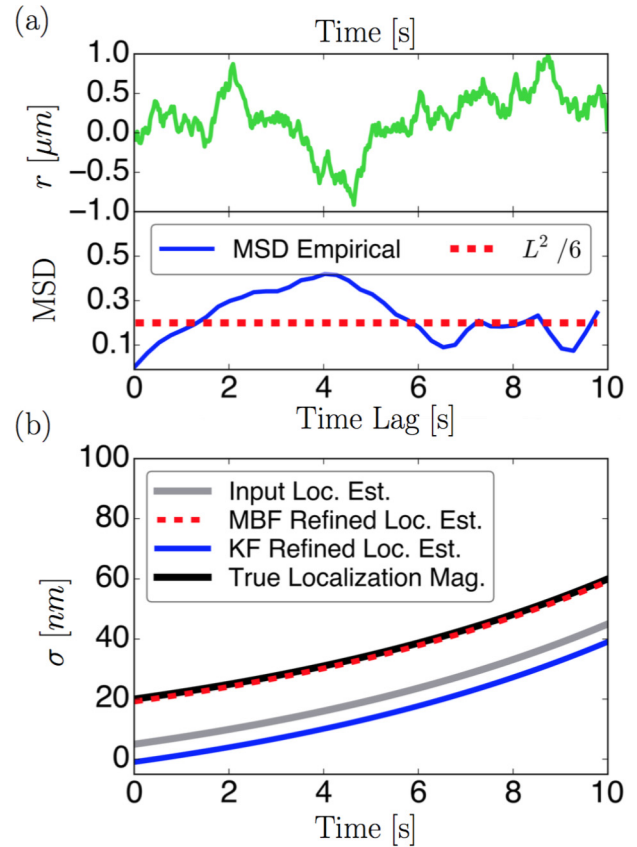 (a)
Time [s]
1.0
0.5
0.0
−0.5
−1.0
r [μm]
MSD Empirical
L² /6
0.5
0.3
0.1
MSD
0 2 4 6 8 10
Time Lag [s]
(b)
100
80
60
40
20
0
σ [nm]
Input Loc. Est.
MBF Refined Loc. Est.
KF Refined Loc. Est.
True Localization Mag.
0 2 4 6 8 10
Time [s]